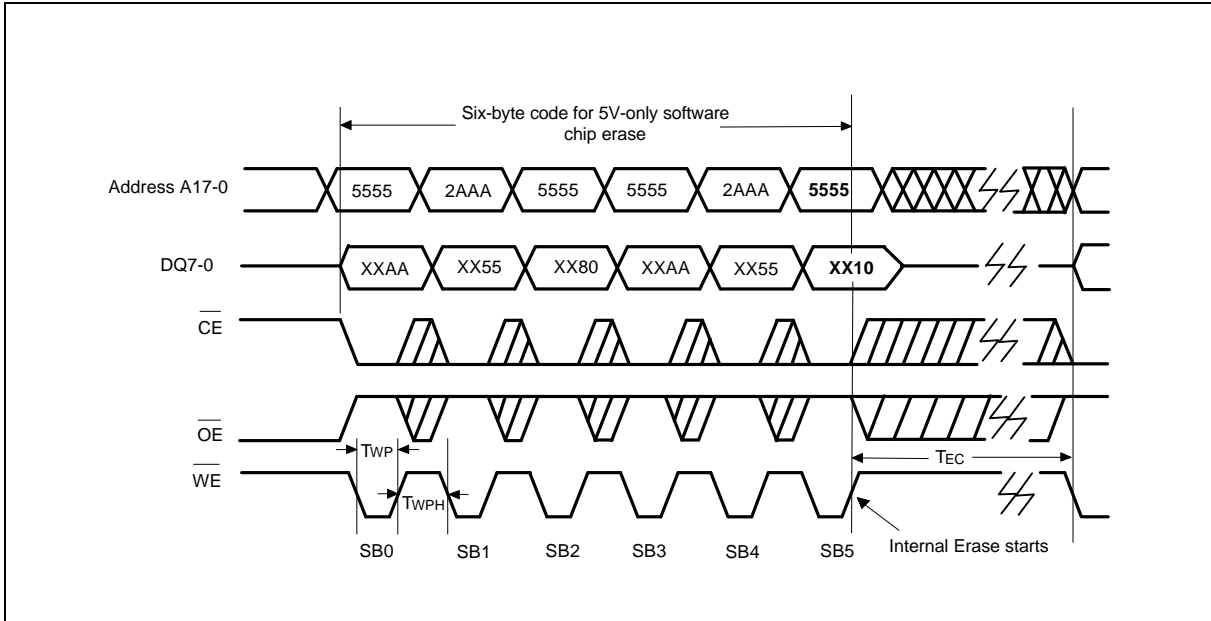 Six-byte code for 5V-only software
chip erase
Address A17-0
5555 2AAA 5555 5555 2AAA 5555
DQ7-0
XXAA XX55 XX80 XXAA XX55 XX10
CE
OE
TWP
TEC
WE
TWPH
SB0 SB1 SB2 SB3 SB4 SB5
Internal Erase starts